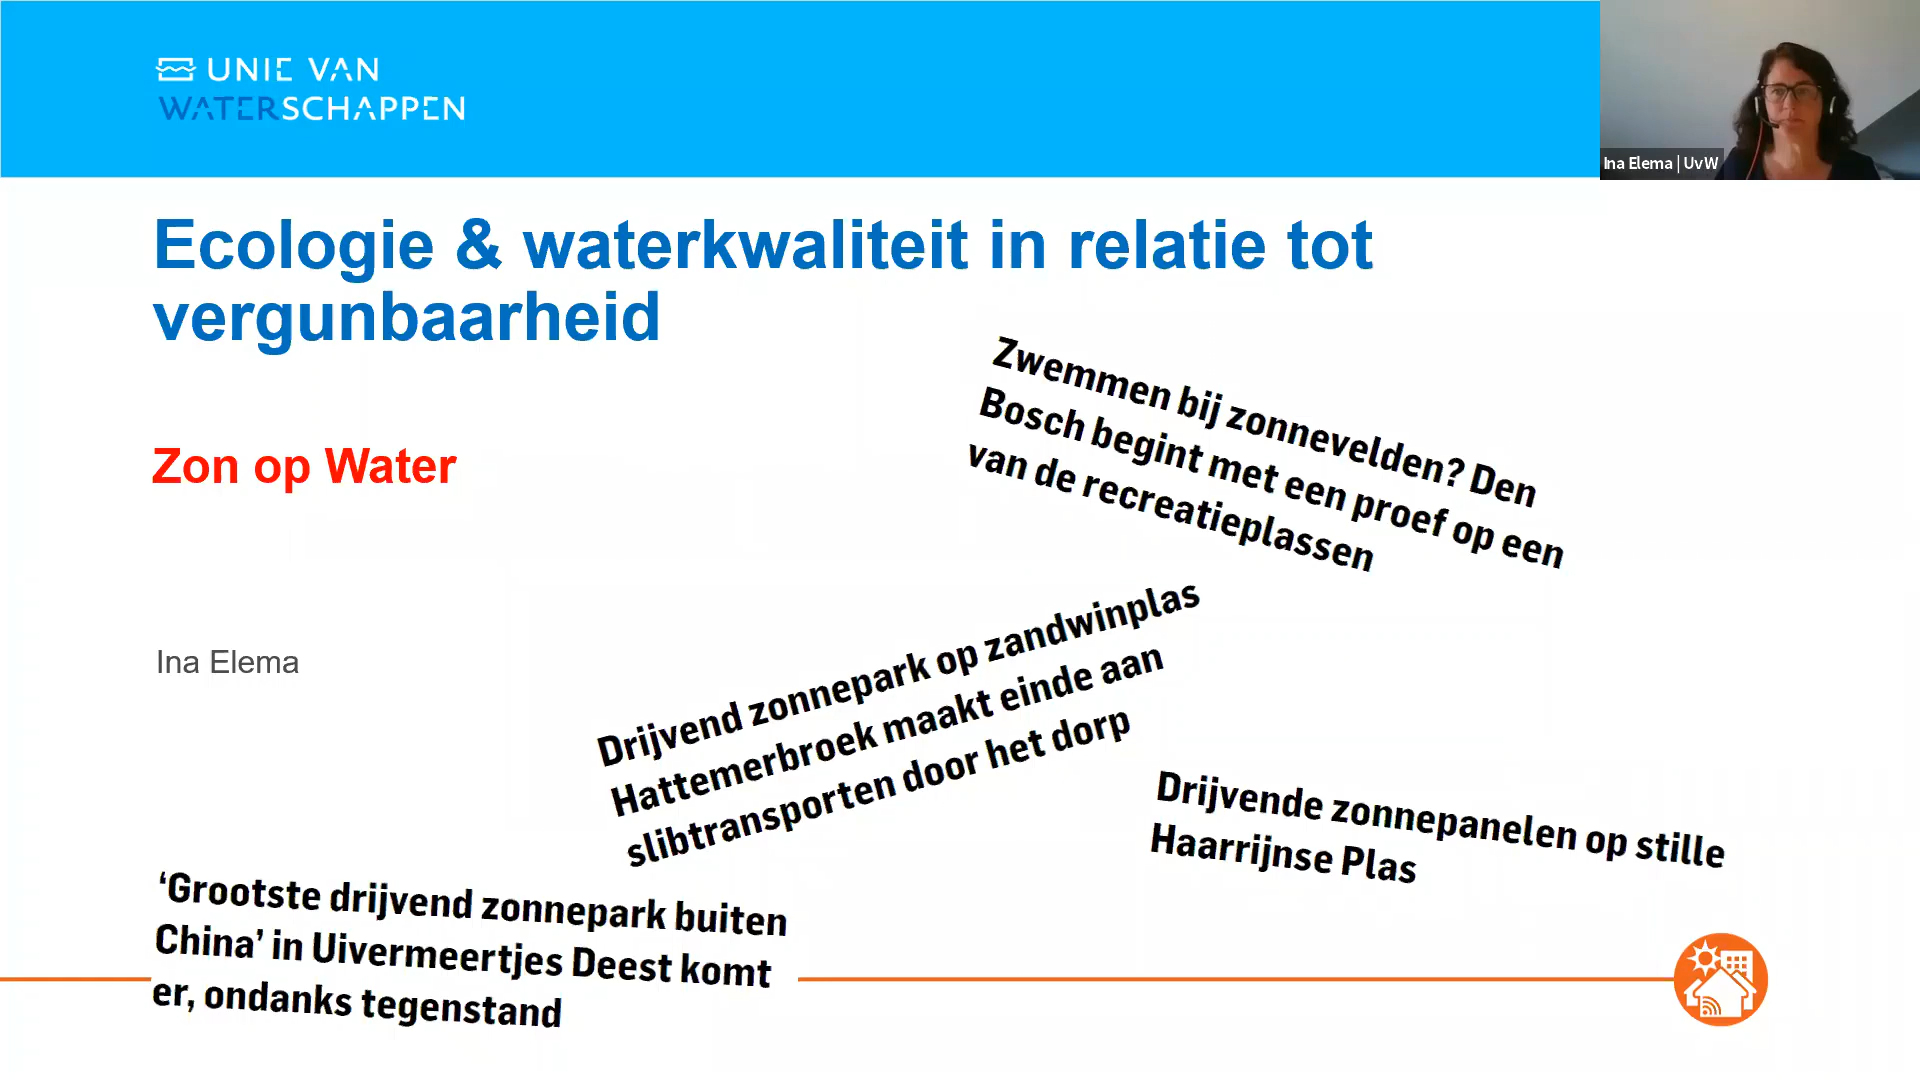 UNIE VAN
WATERSCHAPPEN
Ina Elema | UvW
Ecologie & waterkwaliteit in relatie tot
vergunbaarheid
Zon op Water
Zwemmen bij zonnevelden? Den
Bosch begint met een proef op een
van de recreatieplassen
Ina Elema
Drijvend zonnepark op zandwinplas
Hattemerbroek maakt einde aan
slibtransporten door het dorp
Drijvende zonnepanelen op stille
Haarrijnse Plas
‘Grootste drijvend zonnepark buiten
China’ in Uivermeertjes Deest komt
er, ondanks tegenstand